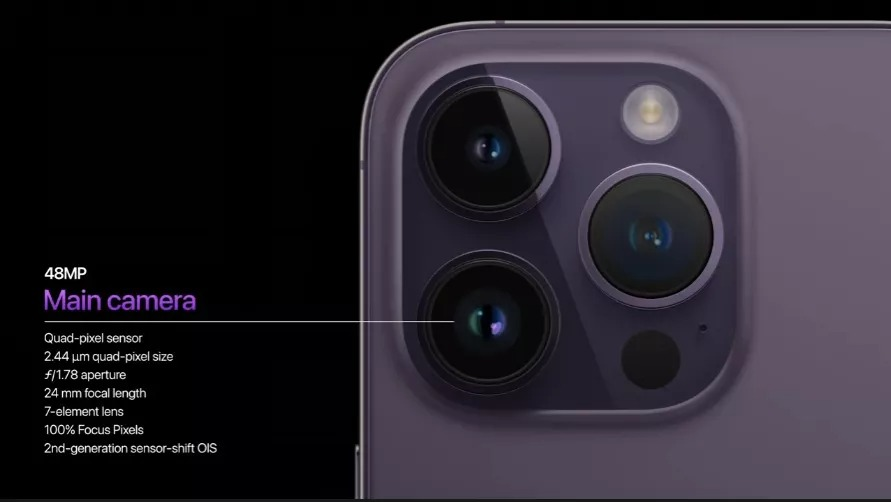 48MP
Main camera
Quad-pixel sensor
2.44 µm quad-pixel size
ƒ/1.78 aperture
24 mm focal length
7-element lens
100% Focus Pixels
2nd-generation sensor-shift OIS